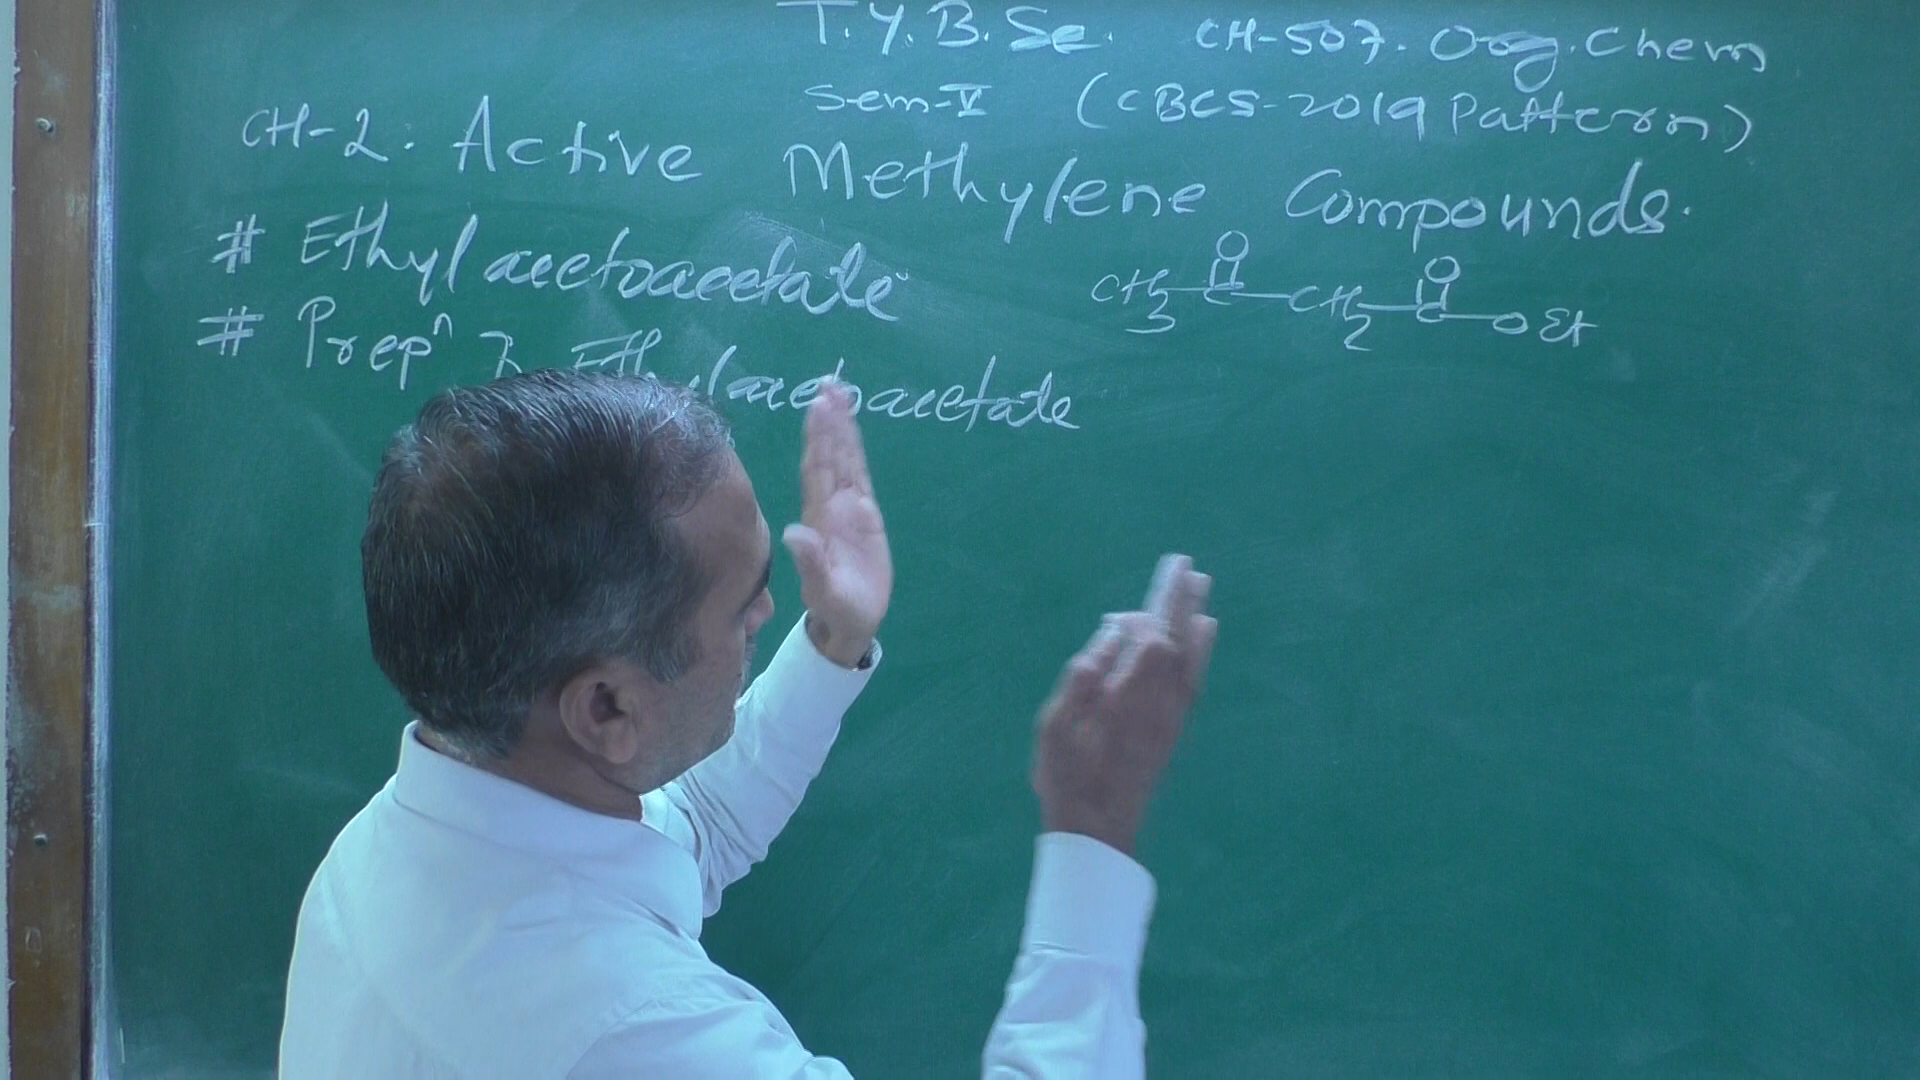 T.Y.B.Sc. CH-507. Org. Chem
Sem-V (CBCS-2019 Pattern)
CH-2. Active Methylene Compounds.
# Ethyl acetoacetate
O O
CH3-C-CH2-C-OEt
# Prepn of Ethylacetoacetate